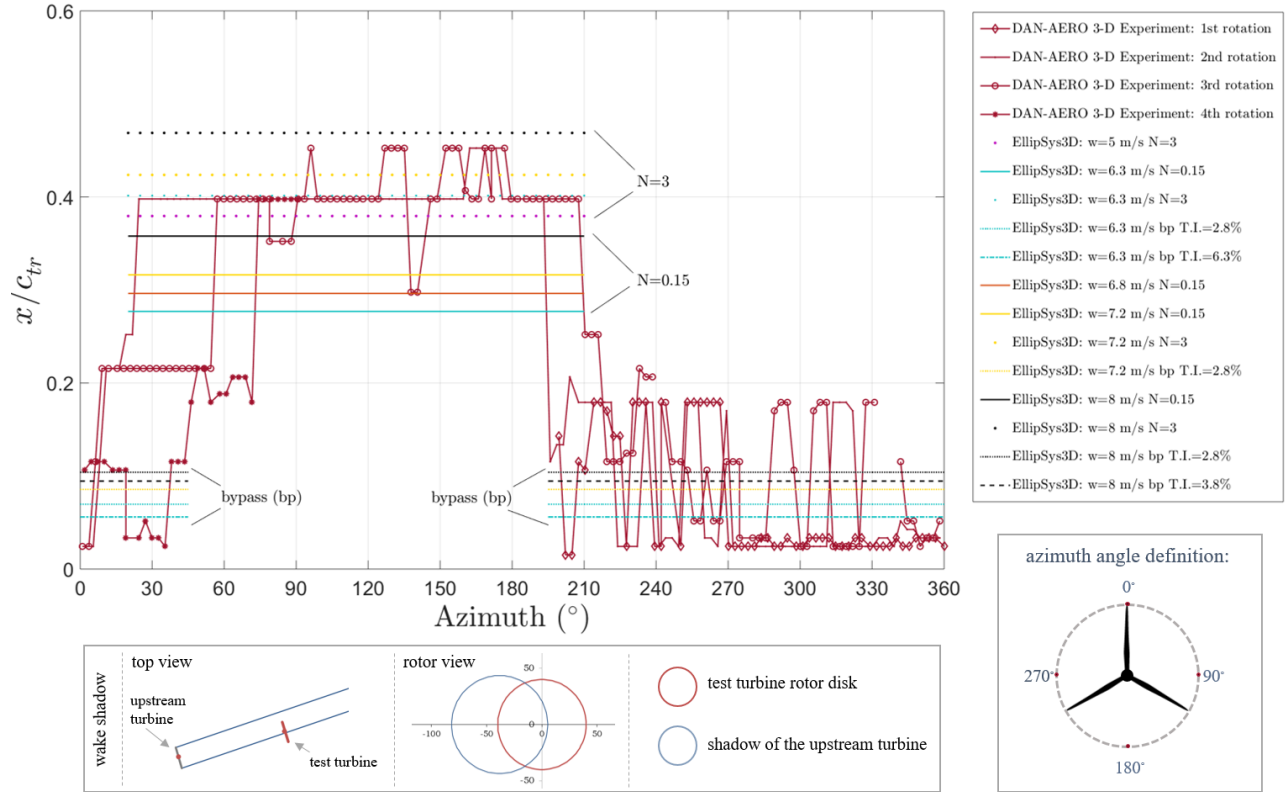 0.6
0.4
0.2
0
x/c_tr
0 30 60 90 120 150 180 210 240 270 300 330 360
Azimuth (°)
N=3
N=0.15
bypass (bp)
bypass (bp)
DAN-AERO 3-D Experiment: 1st rotation
DAN-AERO 3-D Experiment: 2nd rotation
DAN-AERO 3-D Experiment: 3rd rotation
DAN-AERO 3-D Experiment: 4th rotation
EllipSys3D: w=5 m/s N=3
EllipSys3D: w=6.3 m/s N=0.15
EllipSys3D: w=6.3 m/s N=3
EllipSys3D: w=6.3 m/s bp T.I.=2.8%
EllipSys3D: w=6.3 m/s bp T.I.=6.3%
EllipSys3D: w=6.8 m/s N=0.15
EllipSys3D: w=7.2 m/s N=0.15
EllipSys3D: w=7.2 m/s N=3
EllipSys3D: w=7.2 m/s bp T.I.=2.8%
EllipSys3D: w=8 m/s N=0.15
EllipSys3D: w=8 m/s N=3
EllipSys3D: w=8 m/s bp T.I.=2.8%
EllipSys3D: w=8 m/s bp T.I.=3.8%
azimuth angle definition:
0°
270°
90°
180°
wake shadow
top view
upstream
turbine
test turbine
rotor view
50
-100
-50
0
50
-50
test turbine rotor disk
shadow of the upstream turbine